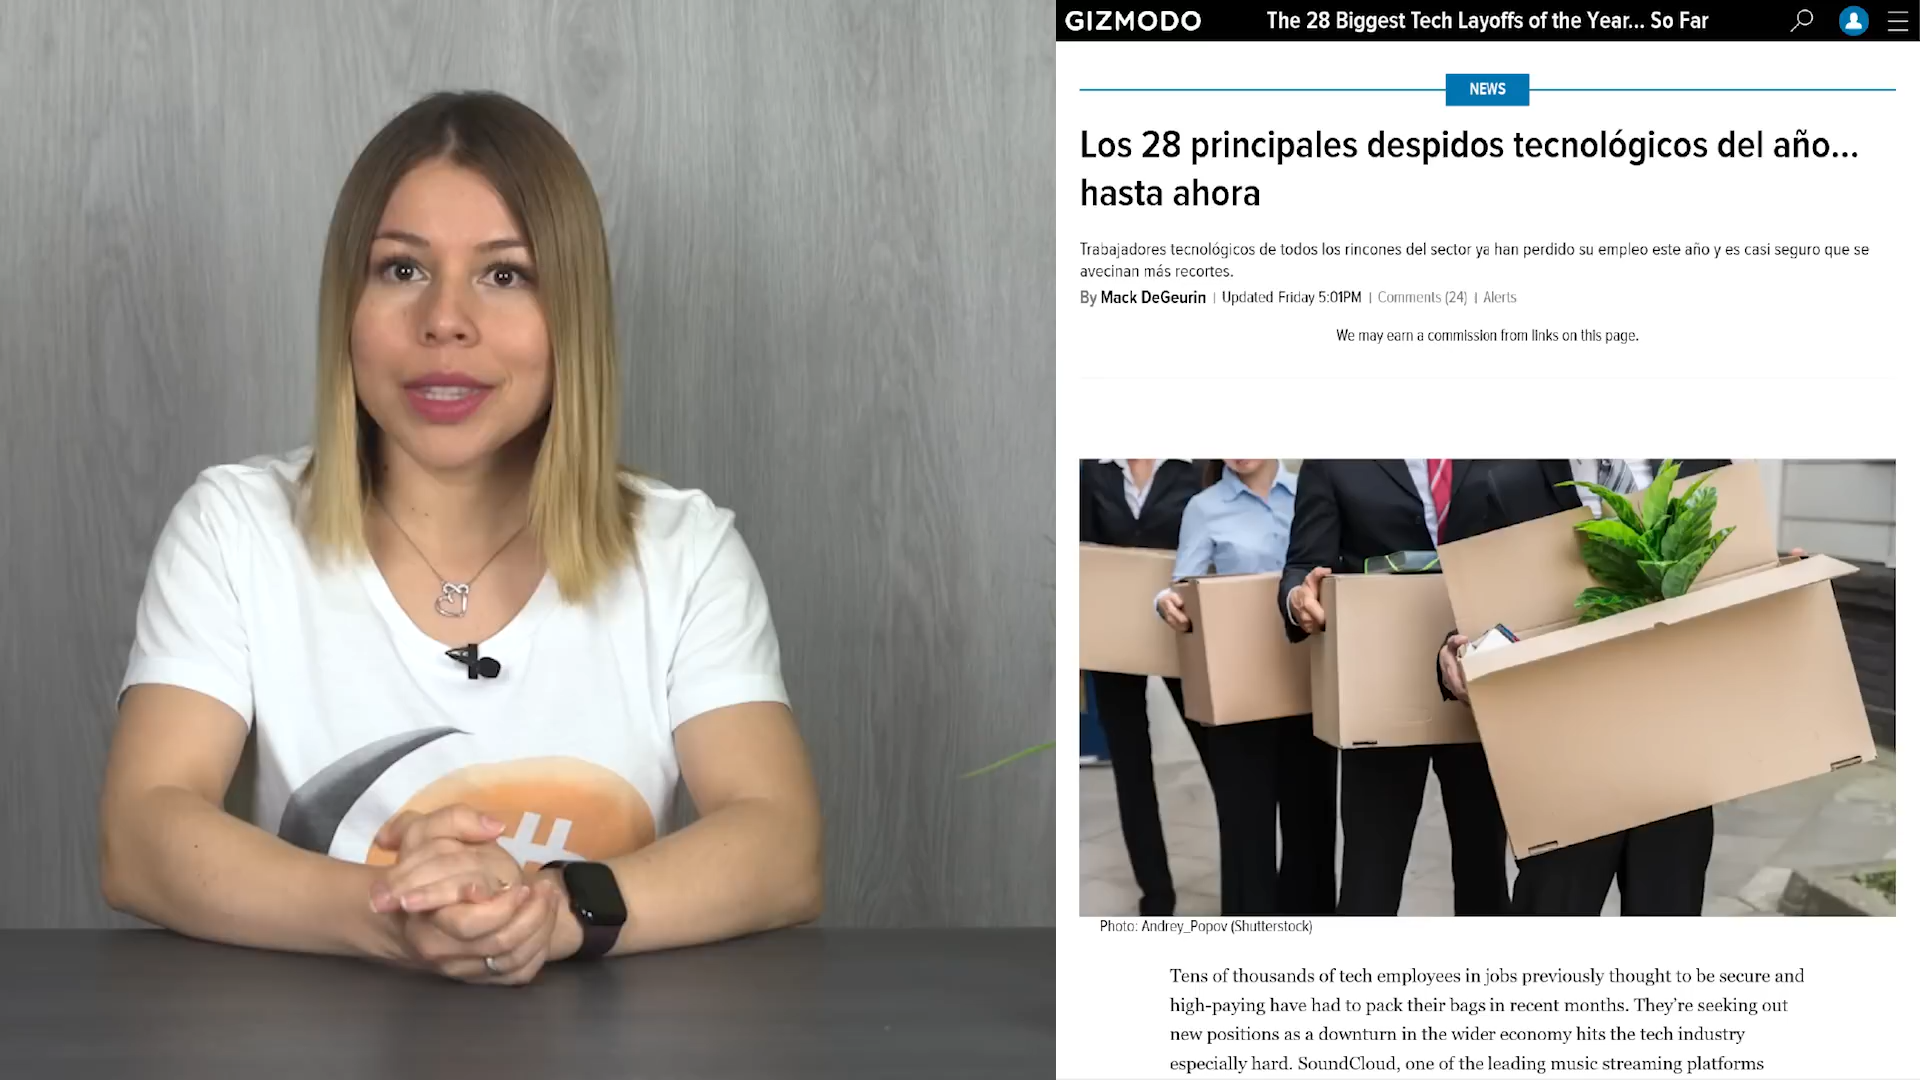 GIZMODO
The 28 Biggest Tech Layoffs of the Year... So Far
NEWS
Los 28 principales despidos tecnológicos del año...
hasta ahora
Trabajadores tecnológicos de todos los rincones del sector ya han perdido su empleo este año y es casi seguro que se
avecinan más recortes.
By Mack DeGeurin | Updated Friday 5:01PM | Comments (24) | Alerts
We may earn a commission from links on this page.
Photo: Andrey_Popov (Shutterstock)
Tens of thousands of tech employees in jobs previously thought to be secure and
high-paying have had to pack their bags in recent months. They're seeking out
new positions as a downturn in the wider economy hits the tech industry
especially hard. SoundCloud, one of the leading music streaming platforms